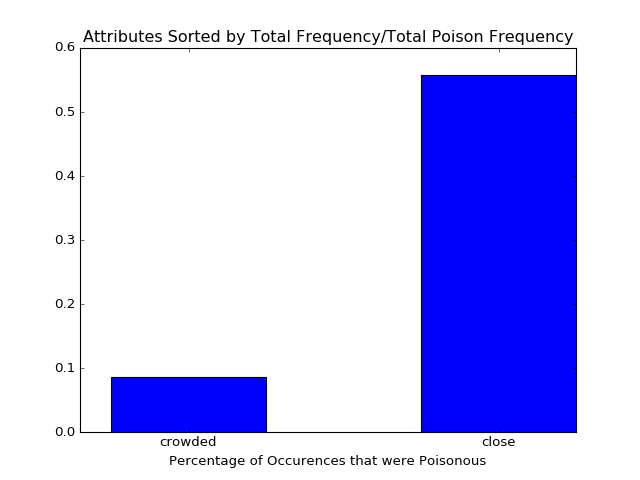 Attributes Sorted by Total Frequency/Total Poison Frequency
0.6
0.5
0.4
0.3
0.2
0.1
0.0
crowded close
Percentage of Occurences that were Poisonous